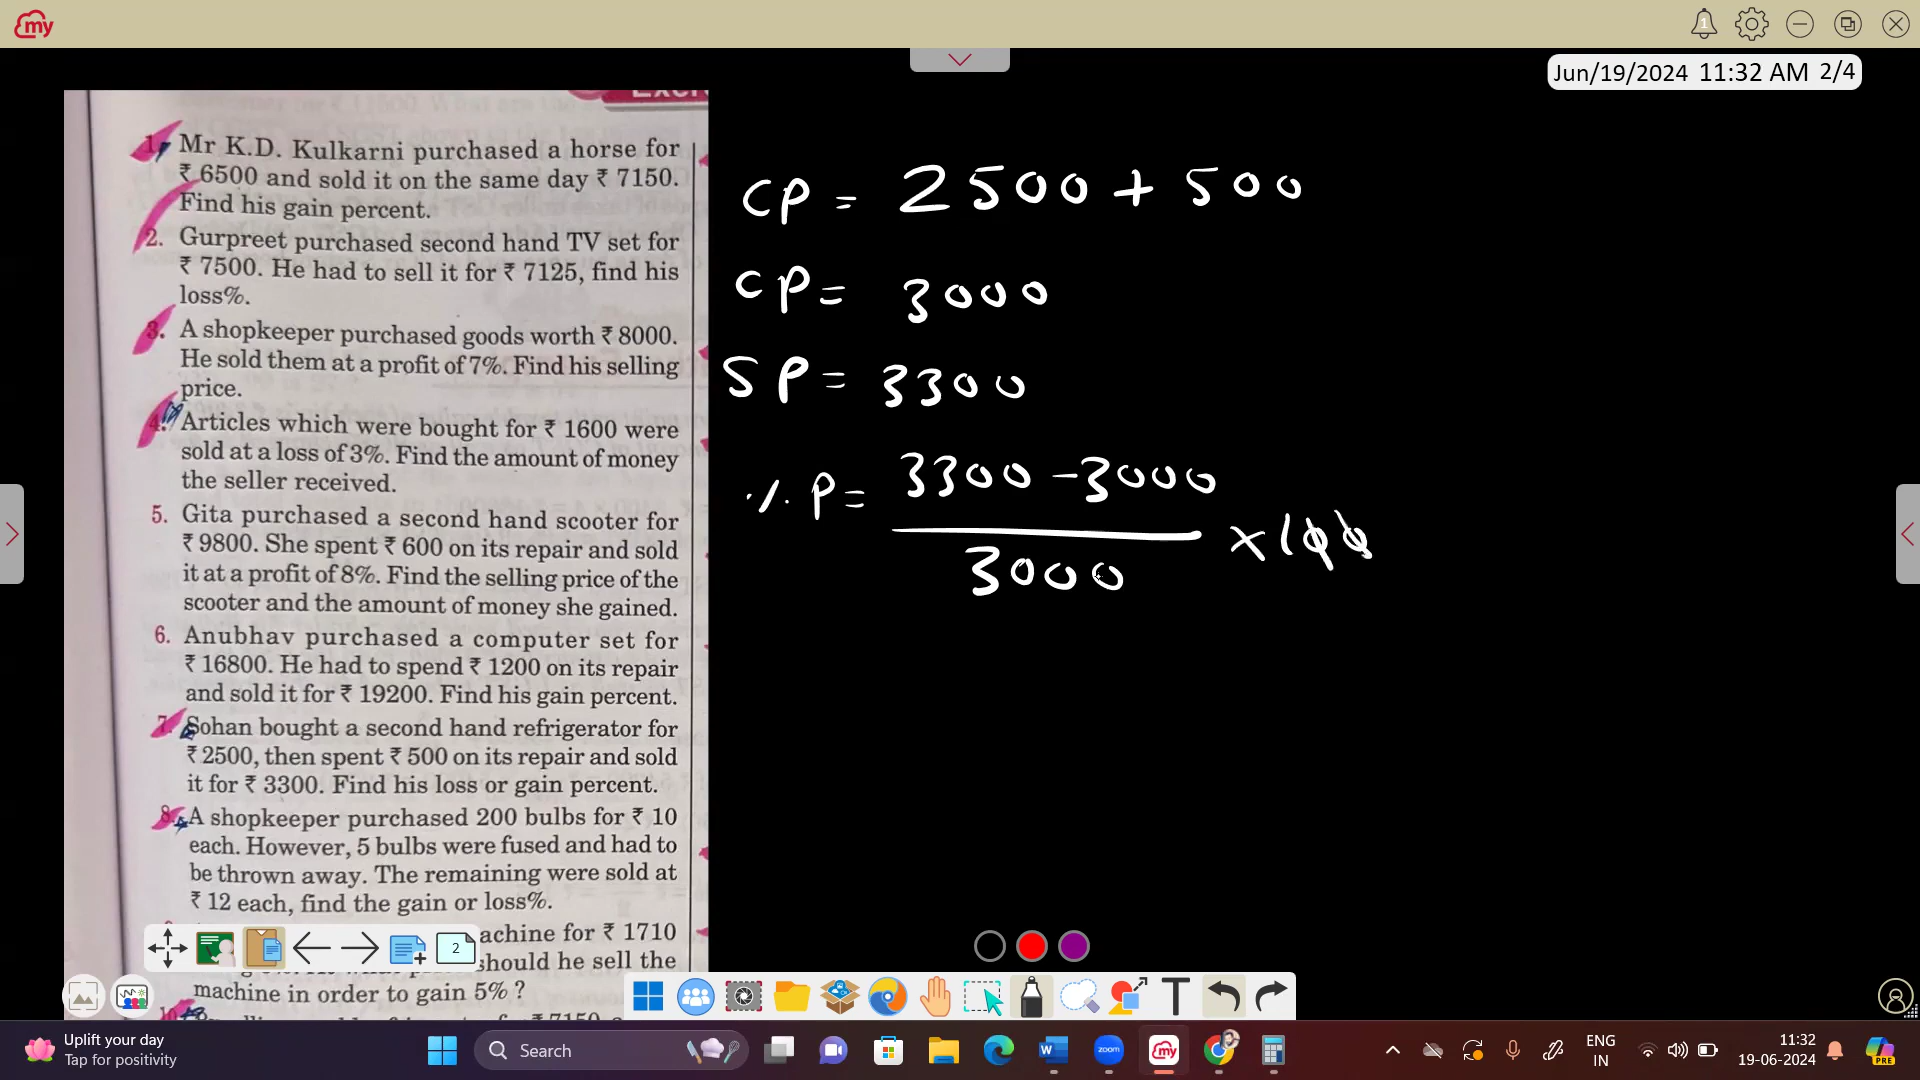 my
1
Jun/19/2024 11:32 AM 2/4
1. Mr K.D. Kulkarni purchased a horse for
₹ 6500 and sold it on the same day ₹ 7150.
Find his gain percent.
2. Gurpreet purchased second hand TV set for
₹ 7500. He had to sell it for ₹ 7125, find his
loss%.
3. A shopkeeper purchased goods worth ₹ 8000.
He sold them at a profit of 7%. Find his selling
price.
4. Articles which were bought for ₹ 1600 were
sold at a loss of 3%. Find the amount of money
the seller received.
5. Gita purchased a second hand scooter for
₹ 9800. She spent ₹ 600 on its repair and sold
it at a profit of 8%. Find the selling price of the
scooter and the amount of money she gained.
6. Anubhav purchased a computer set for
₹ 16800. He had to spend ₹ 1200 on its repair
and sold it for ₹ 19200. Find his gain percent.
7. Sohan bought a second hand refrigerator for
₹ 2500, then spent ₹ 500 on its repair and sold
it for ₹ 3300. Find his loss or gain percent.
8. A shopkeeper purchased 200 bulbs for ₹ 10
each. However, 5 bulbs were fused and had to
be thrown away. The remaining were sold at
₹ 12 each, find the gain or loss%.
achine for ₹ 1710
should he sell the
machine in order to gain 5% ?
10.
CP = 2500 + 500
CP = 3000
SP = 3300
% P = 3300 - 3000
3000
× 100
2
T
Uplift your day
Tap for positivity
Search
zoom
my
ENG
IN
11:32
19-06-2024
PRE